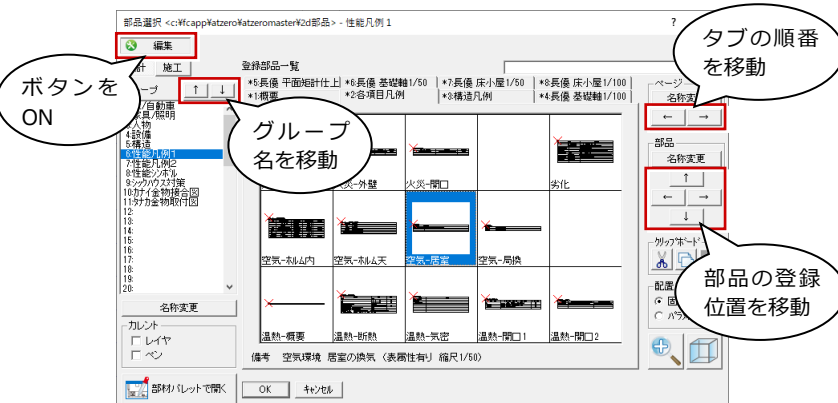 部品選択 <c:¥fcapp¥atzero¥atzeromaster¥2d部品> - 性能凡例 1
?
編集
タブの順番
を移動
施工
登録部品一覧
ボタンを
ON
*5:長優 平面矩計仕上
*6:長優 基礎軸1/50
*7:長優 床小屋1/50
*8:長優 床小屋1/100
*1:概要
*2:各項目凡例
*3:構造凡例
*4:長優 基礎軸1/100
ページ
名称変
← →
↑ ↓
グループ
名を移動
/自動車
家具/照明
人物
4:設備
5:構造
6:性能凡例1
7:性能凡例2
8:性能シンボル
9:シックハウス対策
10:カナイ金物接合図
11:タナカ金物取付図
12:
13:
14:
15:
16:
17:
18:
19:
20:
火災-外壁
火災-開口
劣化
空気-ホルム内
空気-ホルム天
空気-居室
空気-局換
温熱-概要
温熱-断熱
温熱-気密
温熱-開口1
温熱-開口2
部品
名称変更
↑
← →
↓
クリップボード
部品の登録
位置を移動
配置
名称変更
カレント
レイヤ
ペン
備考 空気環境 居室の換気 (表属性有り 縮尺1/50)
部材パレットで開く
OK
キャンセル